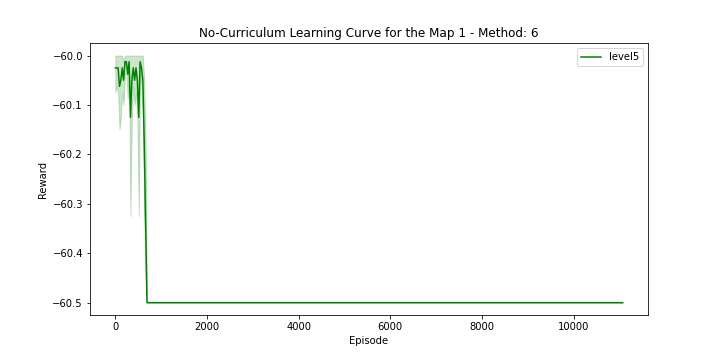 No-Curriculum Learning Curve for the Map 1 - Method: 6
level5
−60.0
−60.1
−60.2
−60.3
−60.4
−60.5
Reward
0 2000 4000 6000 8000 10000
Episode